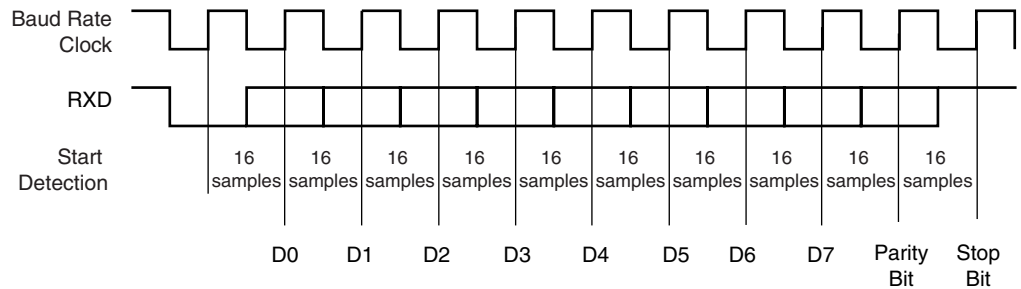 Baud Rate
Clock
RXD
Start
Detection
16 16 16 16 16 16 16 16 16 16
samples samples samples samples samples samples samples samples samples samples
D0 D1 D2 D3 D4 D5 D6 D7 Parity Stop
Bit Bit